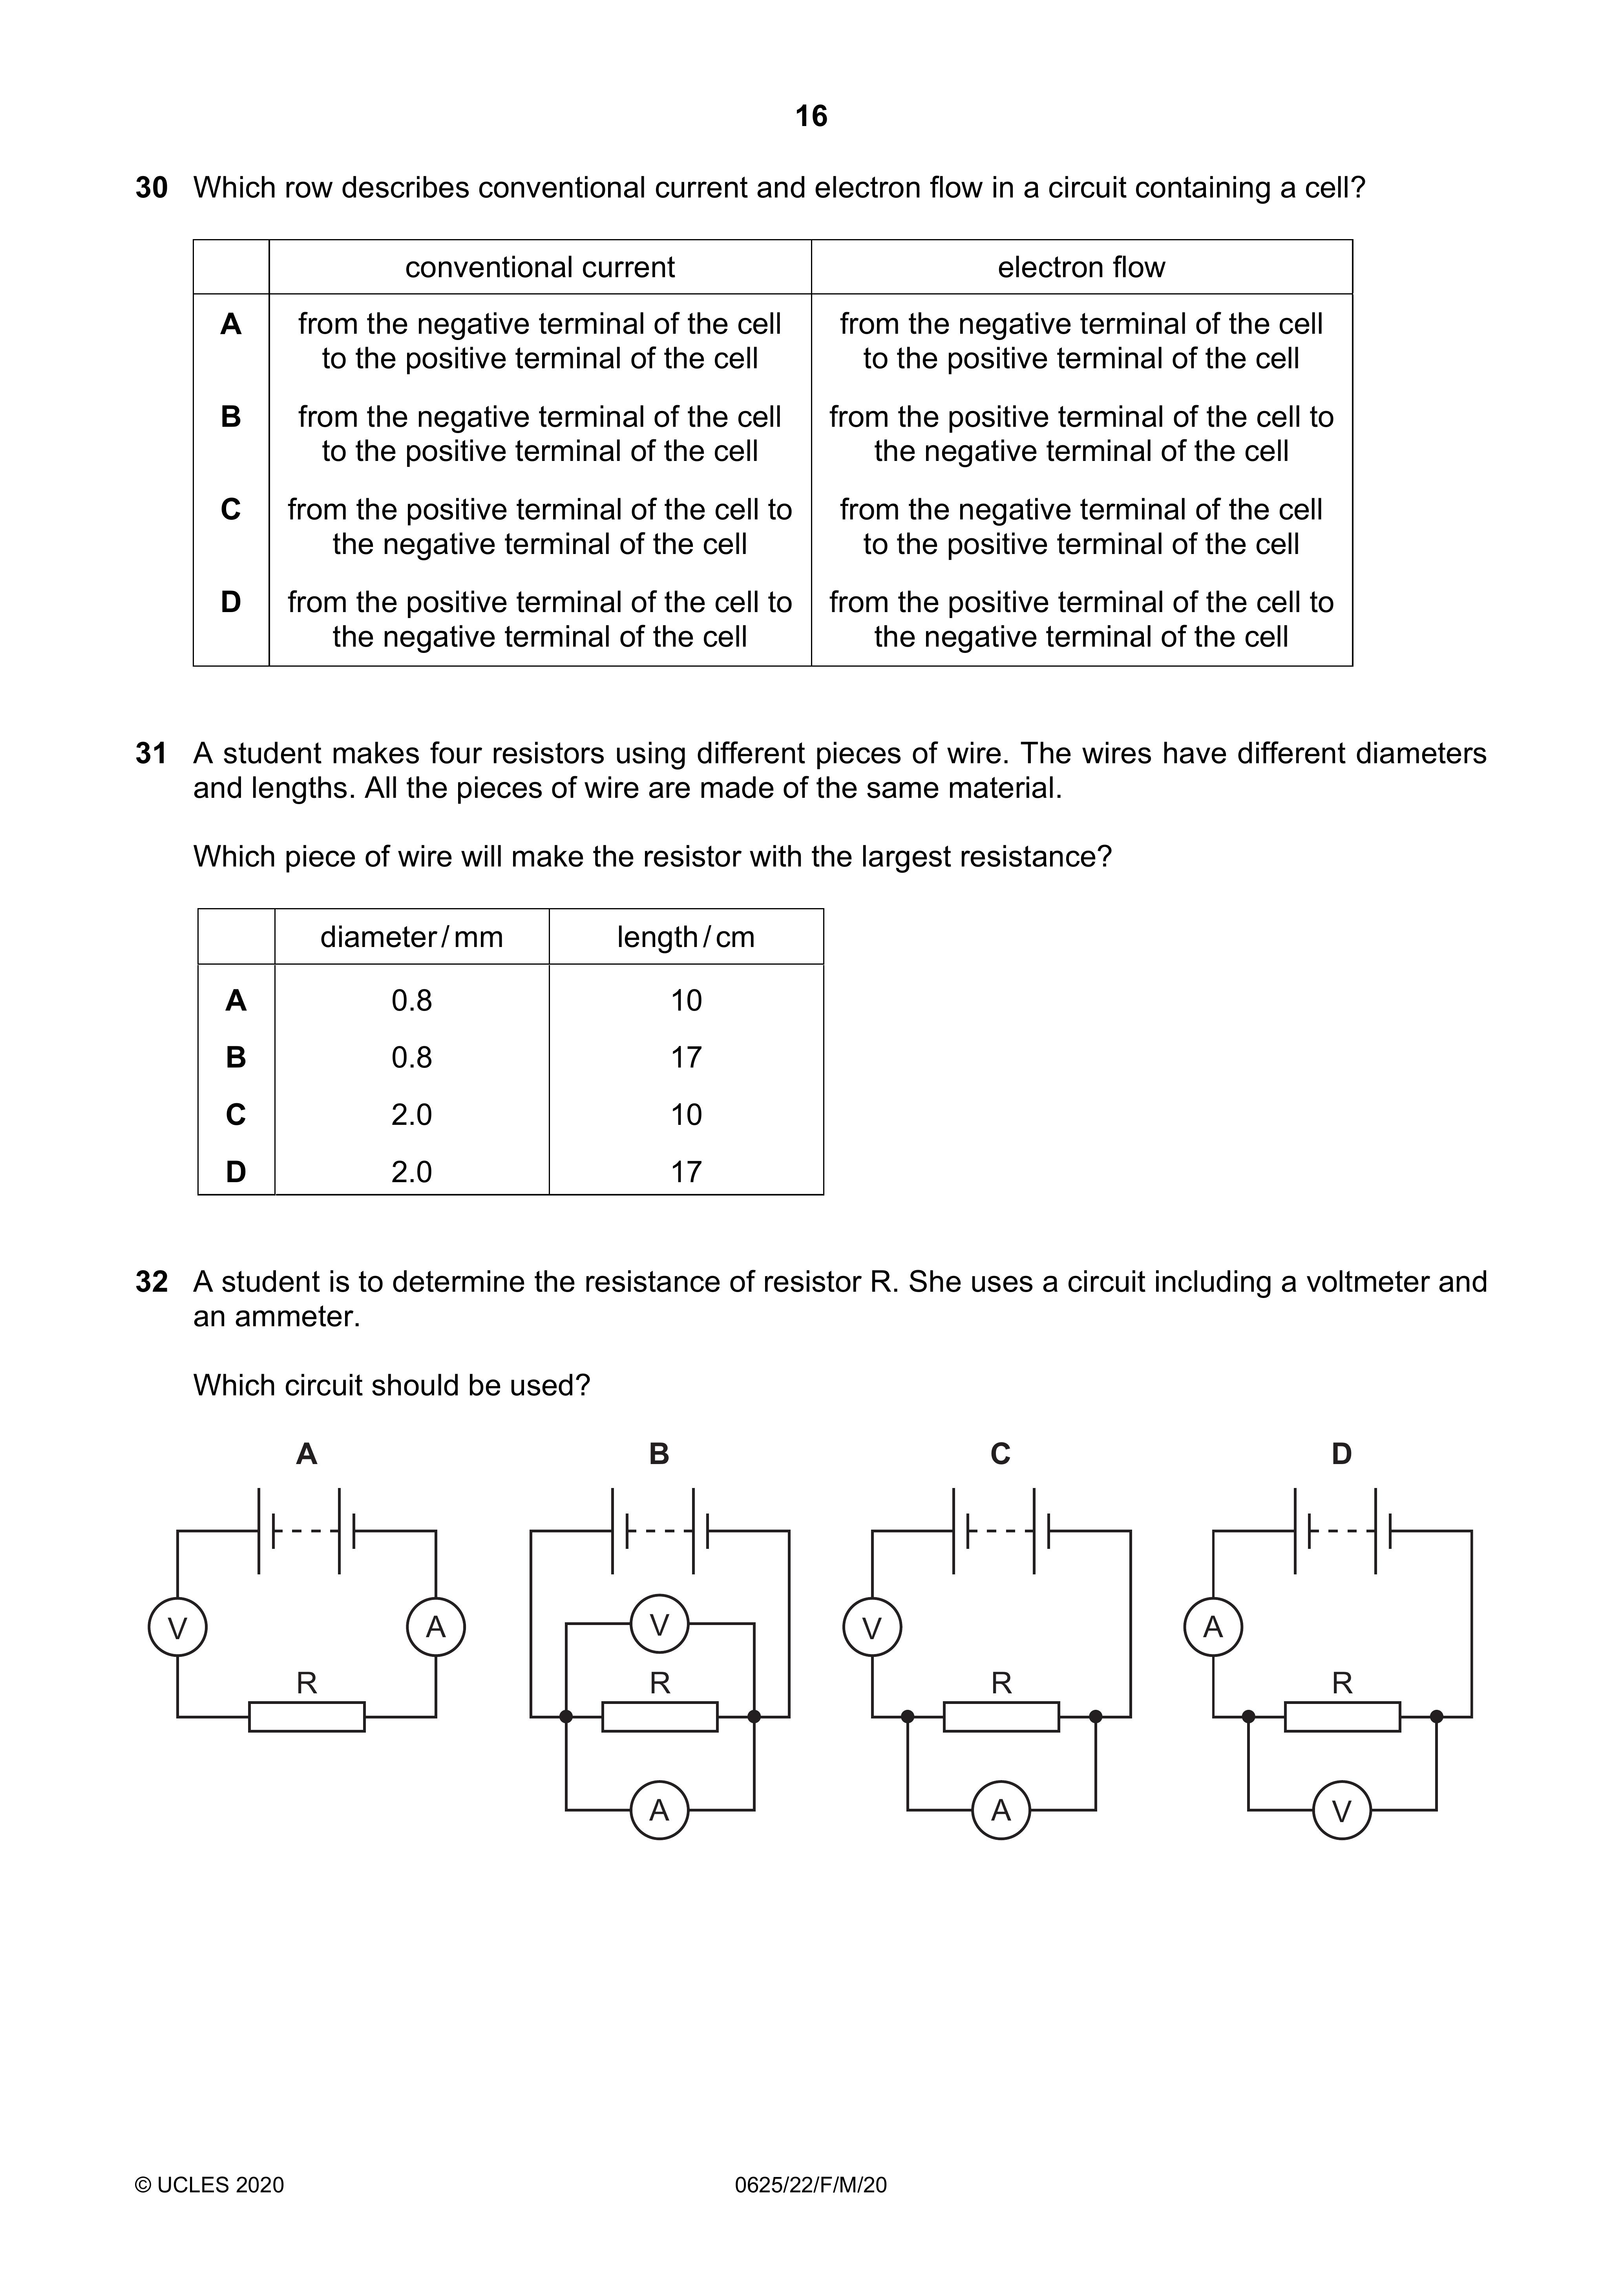 16
30 Which row describes conventional current and electron flow in a circuit containing a cell?
conventional current electron flow
A from the negative terminal of the cell from the negative terminal of the cell
to the positive terminal of the cell to the positive terminal of the cell
B from the negative terminal of the cell from the positive terminal of the cell to
to the positive terminal of the cell the negative terminal of the cell
C from the positive terminal of the cell to from the negative terminal of the cell
the negative terminal of the cell to the positive terminal of the cell
D from the positive terminal of the cell to from the positive terminal of the cell to
the negative terminal of the cell the negative terminal of the cell
31 A student makes four resistors using different pieces of wire. The wires have different diameters
and lengths. All the pieces of wire are made of the same material.
Which piece of wire will make the resistor with the largest resistance?
diameter / mm length / cm
A 0.8 10
B 0.8 17
C 2.0 10
D 2.0 17
32 A student is to determine the resistance of resistor R. She uses a circuit including a voltmeter and
an ammeter.
Which circuit should be used?
A B C D
V A V V A
R R R R
A A V
© UCLES 2020 0625/22/F/M/20